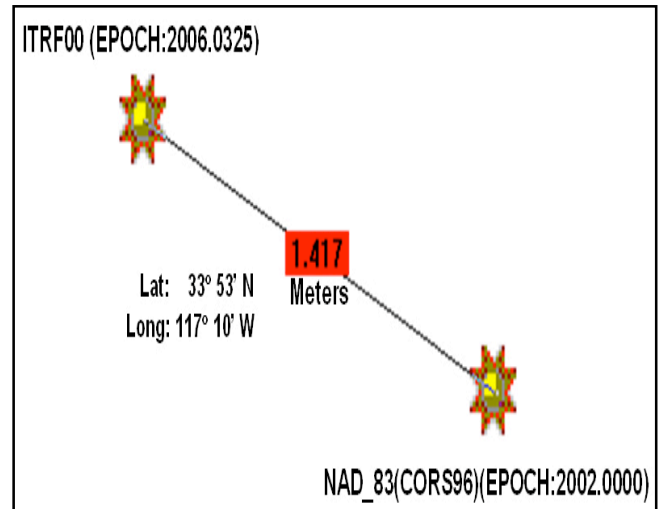 ITRF00 (EPOCH:2006.0325)
1.417
Meters
Lat: 33° 53' N
Long: 117° 10' W
NAD_83(CORS96)(EPOCH:2002.0000)